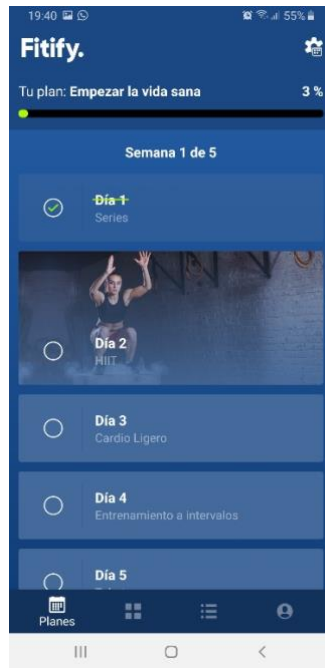 19:40
55%
Fitify.
Tu plan: Empezar la vida sana 3 %
Semana 1 de 5
Día 1
Series
Día 2
HIIT
Día 3
Cardio Ligero
Día 4
Entrenamiento a intervalos
Día 5
Planes